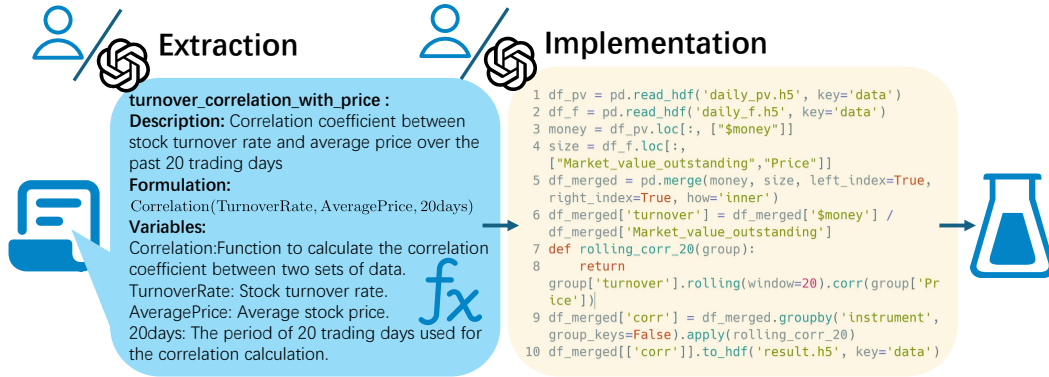 Extraction
turnover_correlation_with_price :
Description: Correlation coefficient between
stock turnover rate and average price over the
past 20 trading days
Formulation:
Correlation(TurnoverRate, AveragePrice, 20days)
Variables:
Correlation:Function to calculate the correlation
coefficient between two sets of data.
TurnoverRate: Stock turnover rate.
AveragePrice: Average stock price.
20days: The period of 20 trading days used for
the correlation calculation.
fx
Implementation
1 df_pv = pd.read_hdf('daily_pv.h5', key='data')
2 df_f = pd.read_hdf('daily_f.h5', key='data')
3 money = df_pv.loc[:, ["$money"]]
4 size = df_f.loc[:,
["Market_value_outstanding","Price"]]
5 df_merged = pd.merge(money, size, left_index=True,
right_index=True, how='inner')
6 df_merged['turnover'] = df_merged['$money'] /
df_merged['Market_value_outstanding']
7 def rolling_corr_20(group):
8     return
group['turnover'].rolling(window=20).corr(group['Pr
ice'])
9 df_merged['corr'] = df_merged.groupby('instrument',
group_keys=False).apply(rolling_corr_20)
10 df_merged[['corr']].to_hdf('result.h5', key='data')